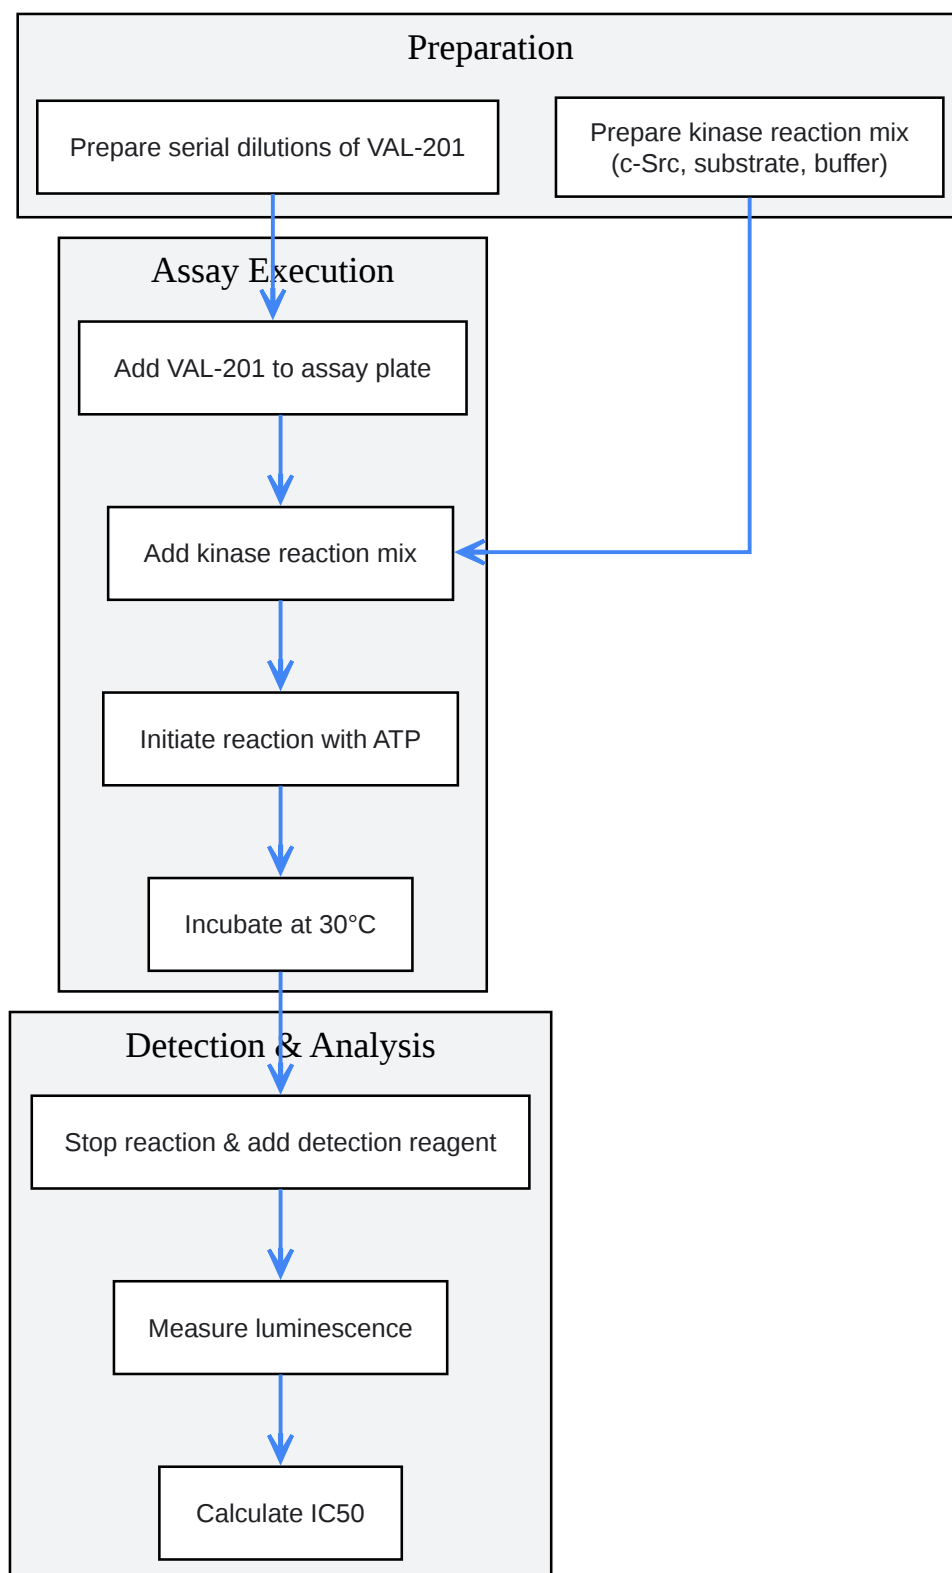 Preparation
Prepare serial dilutions of VAL-201
Prepare kinase reaction mix
(c-Src, substrate, buffer)
Assay Execution
Add VAL-201 to assay plate
Add kinase reaction mix
Initiate reaction with ATP
Incubate at 30°C
Detection & Analysis
Stop reaction & add detection reagent
Measure luminescence
Calculate IC50